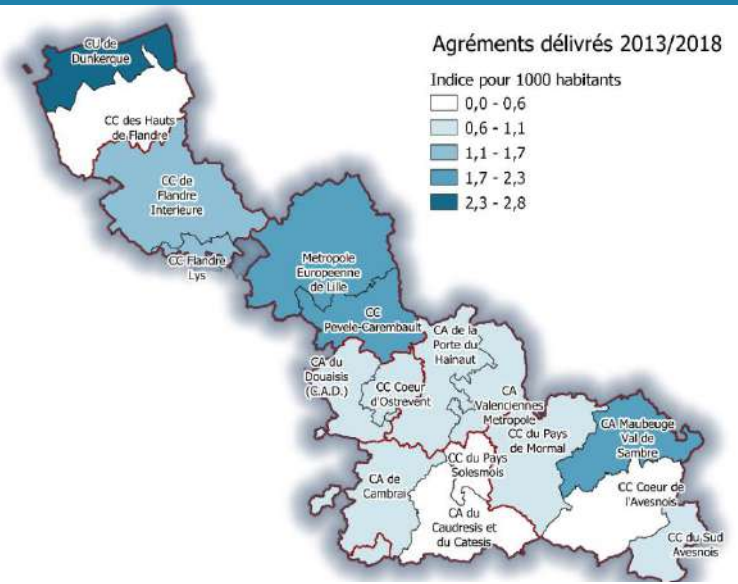 Agréments délivrés 2013/2018
Indice pour 1000 habitants
0,0 - 0,6
0,6 - 1,1
1,1 - 1,7
1,7 - 2,3
2,3 - 2,8
CU de
Dunkerque
CC des Hauts
de Flandre
CC de
Flandre
Interieure
CC Flandre
Lys
Metropole
Europeenne
de Lille
CC
Pevele-Carembault
CA de la
Porte du
Hainaut
CA du
Douaisis
(C.A.D.)
CC Coeur
d'Ostrevent
CA
Valenciennes
Metropole
CC du Pays
de Mormal
CA Maubeuge
Val de
Sambre
CC du Pays
Solesmois
CA de
Cambrai
CA du
Caudresis et
du Catesis
CC Coeur de
l'Avesnois
CC du Sud
Avesnois